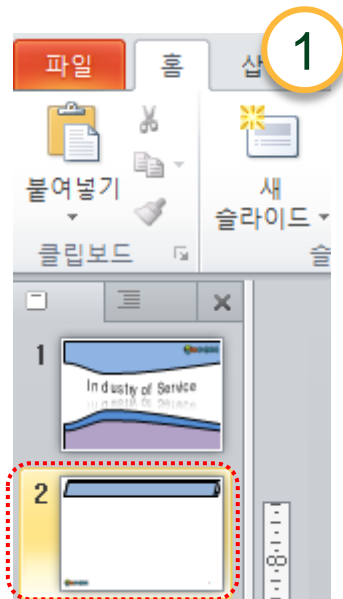 1
파일 홈 삽
붙여넣기
새
슬라이드
클립보드 슬
1
Industry of Service
2
8